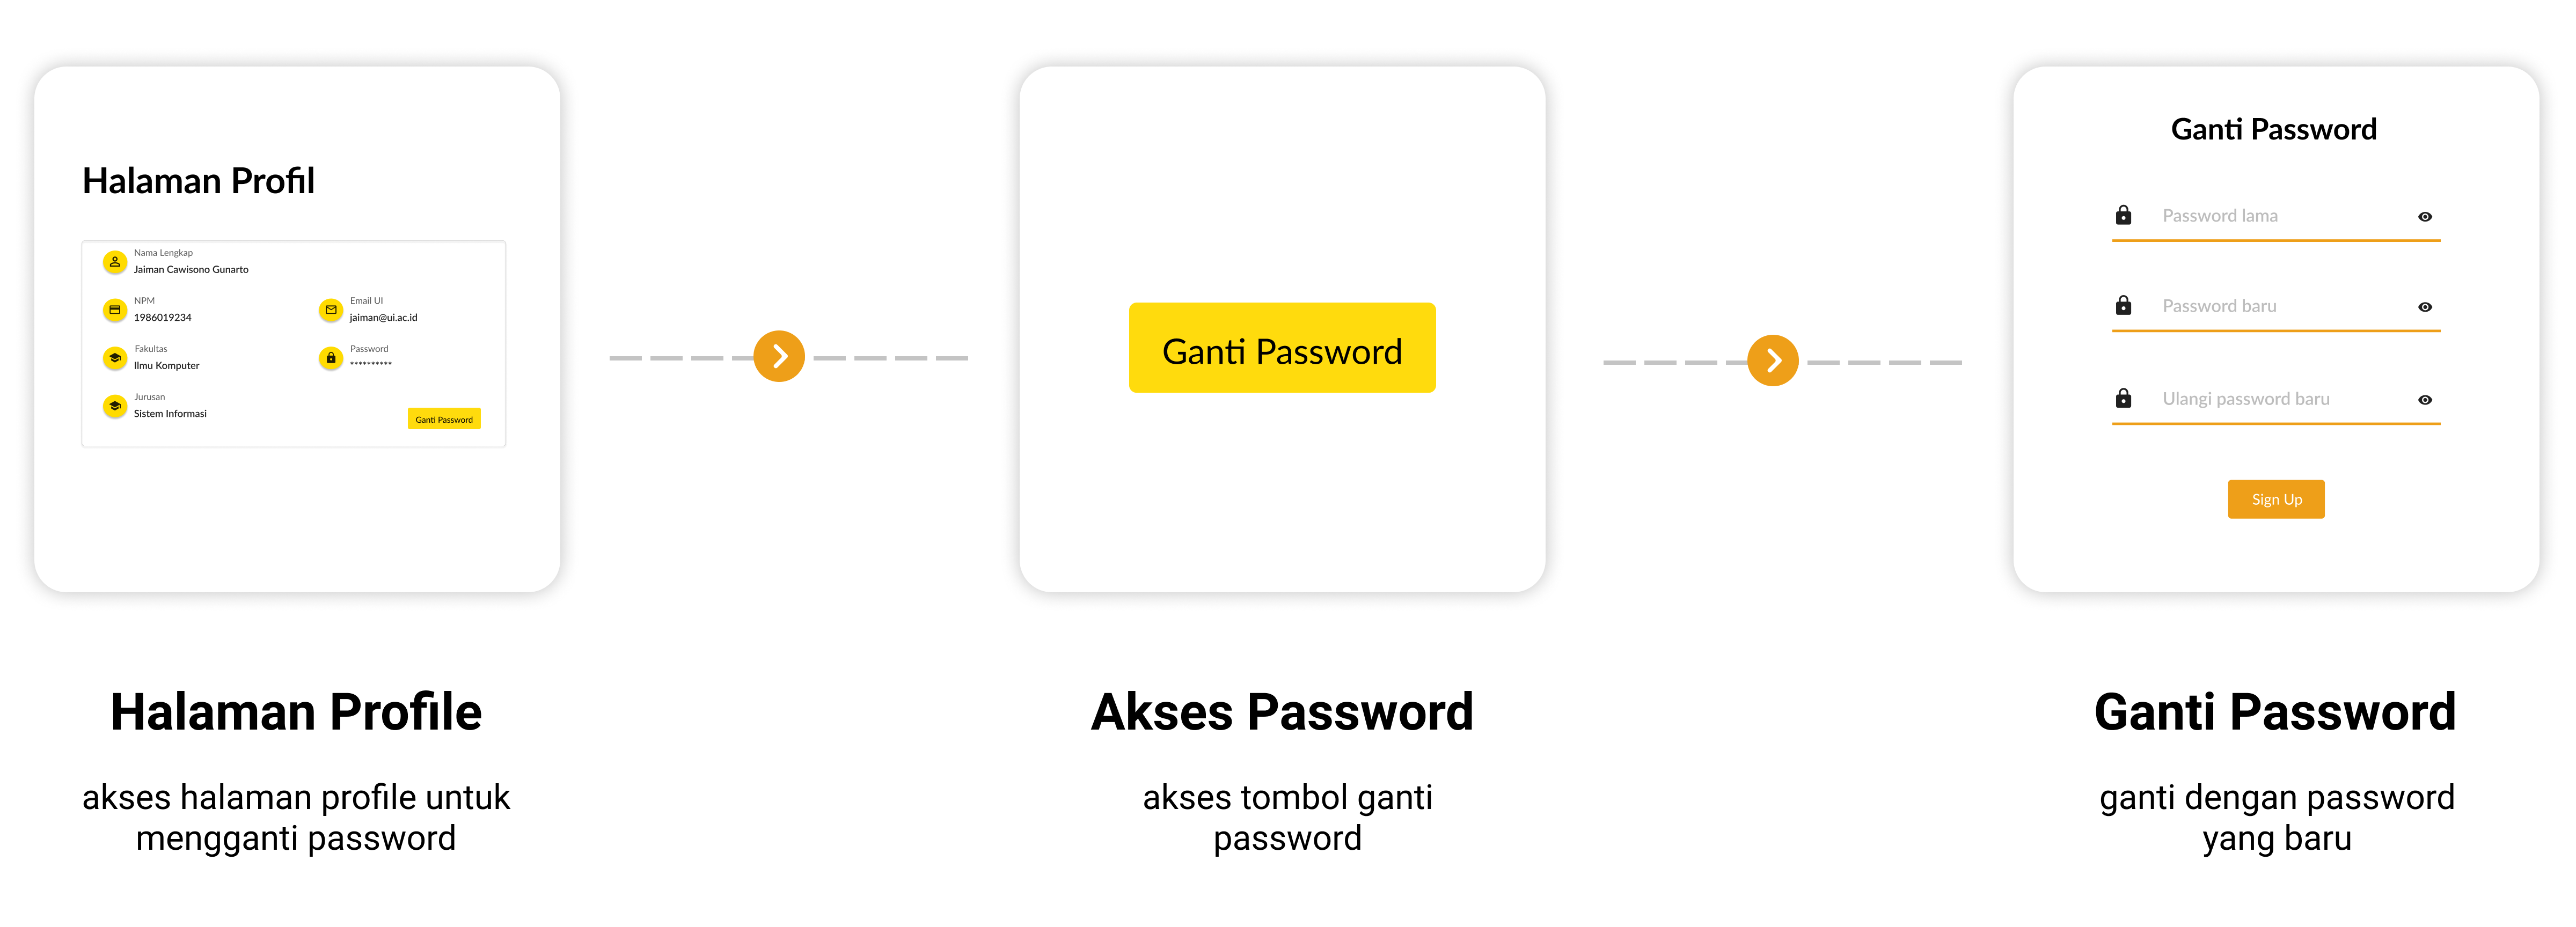 Halaman Profil
Nama Lengkap
Jaiman Cawisono Gunarto
NPM
1986019234
Email UI
jaiman@ui.ac.id
Fakultas
Ilmu Komputer
Password
**********
Jurusan
Sistem Informasi
Ganti Password
Halaman Profile
akses halaman profile untuk
mengganti password
Ganti Password
Akses Password
akses tombol ganti
password
Ganti Password
Password lama
Password baru
Ulangi password baru
Sign Up
Ganti Password
ganti dengan password
yang baru